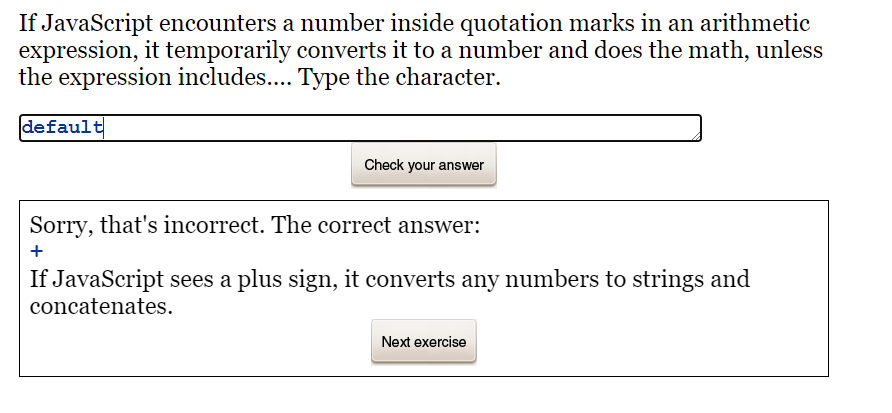 If JavaScript encounters a number inside quotation marks in an arithmetic
expression, it temporarily converts it to a number and does the math, unless
the expression includes.... Type the character.
default
Check your answer
Sorry, that's incorrect. The correct answer:
+
If JavaScript sees a plus sign, it converts any numbers to strings and
concatenates.
Next exercise